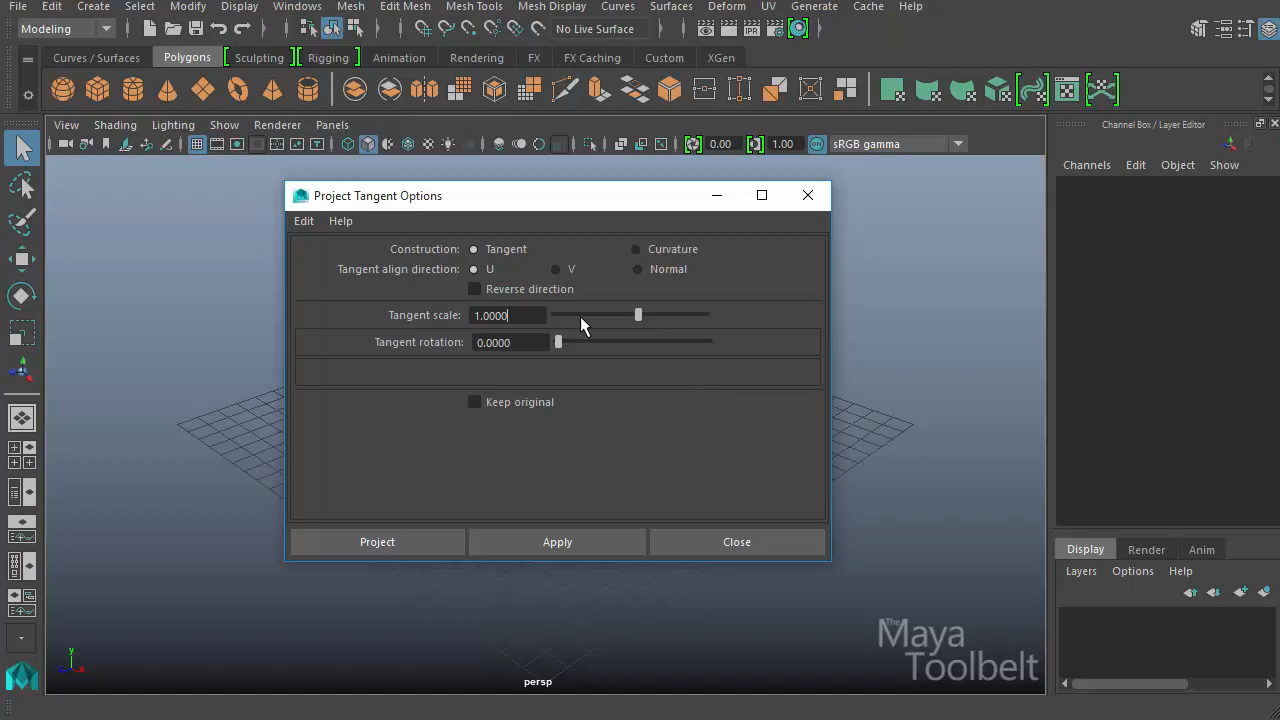 File Edit Create Select Modify Display Windows Mesh Edit Mesh Mesh Tools Mesh Display Curves Surfaces Deform UV Generate Cache Help
Modeling No Live Surface IPR
Curves / Surfaces Polygons Sculpting Rigging Animation Rendering FX FX Caching Custom XGen
View Shading Lighting Show Renderer Panels
0.00 1.00 ON sRGB gamma
Channel Box / Layer Editor
Channels Edit Object Show
Project Tangent Options
Edit Help
Construction: Tangent Curvature
Tangent align direction: U V Normal
Reverse direction
Tangent scale: 1.0000
Tangent rotation: 0.0000
Keep original
Project Apply Close
Display Render Anim
Layers Options Help
The
Maya
Toolbelt
y
persp